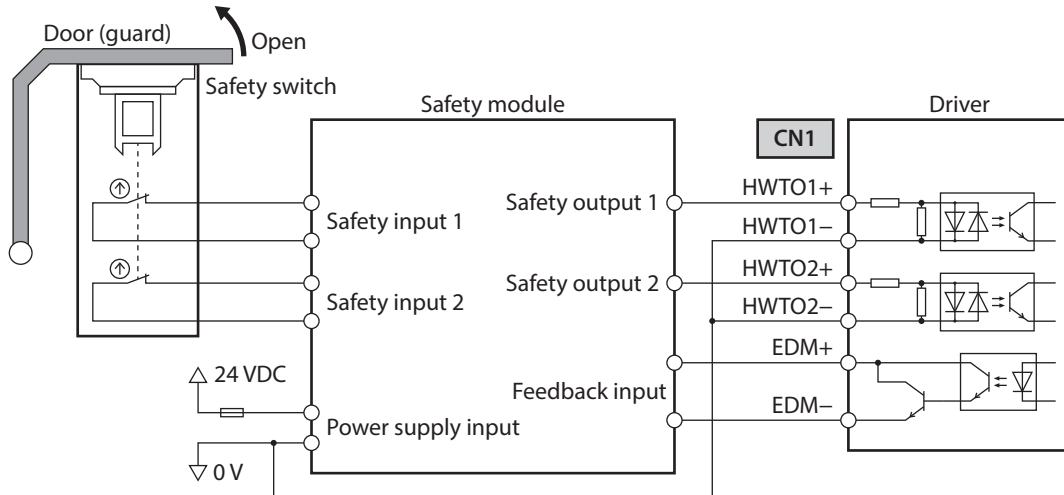 Door (guard)
Open
Safety switch
Safety module
Driver
CN1
HWTO1+
Safety output 1
Safety input 1
HWTO1−
HWTO2+
Safety output 2
Safety input 2
HWTO2−
EDM+
24 VDC
Feedback input
EDM−
Power supply input
0 V